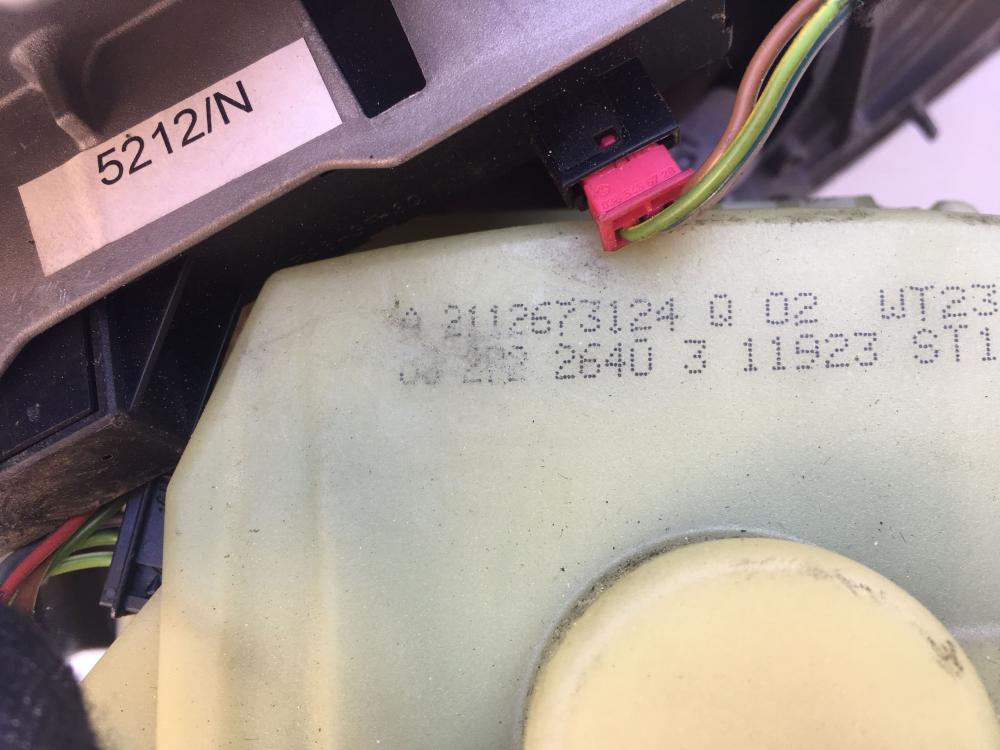 5212/N
A 2112673124 Q 02 WT23
2640 3 11923 ST1